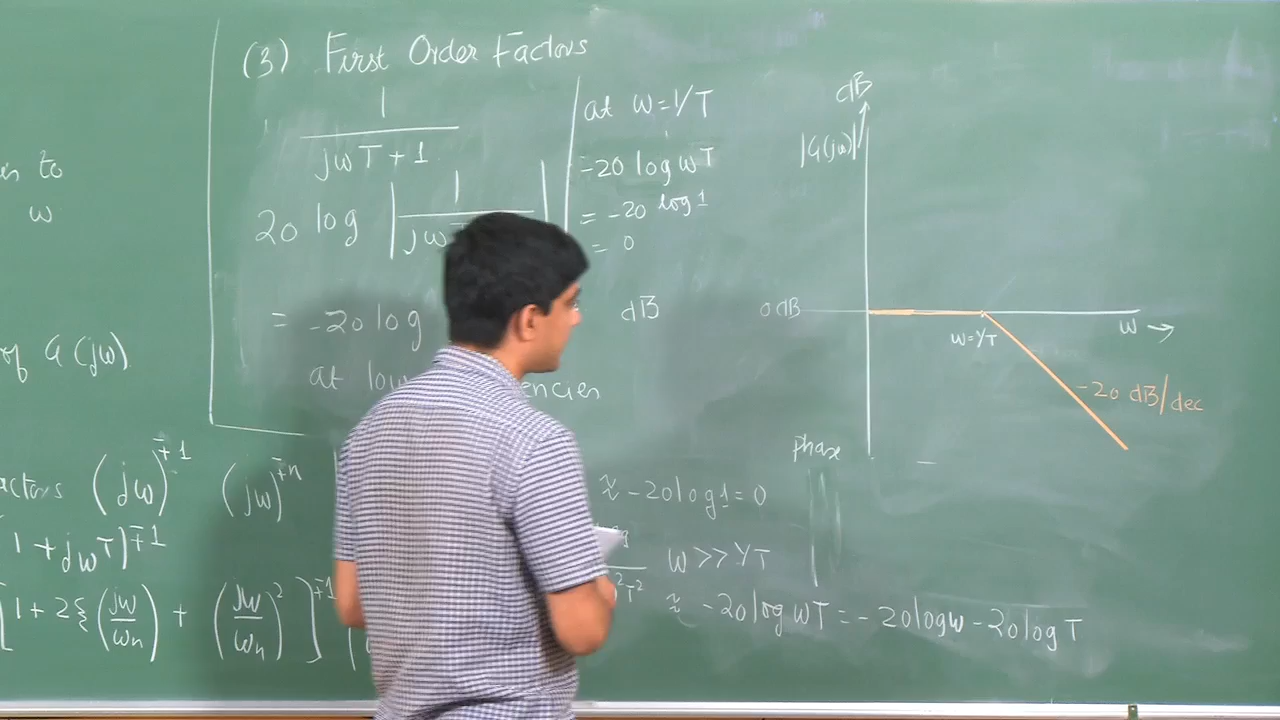 (3) First Order Factors
1
jωT + 1
20 log | 1
jω
= -20 log
dB
at low
encies
at ω = 1/T
= -20 log ωT
= -20 log 1
= 0
to
ω
of G(jω)
(jω)^∓1 (jω)^∓n
1 + jωT)^∓1
[1 + 2ξ(jω/ωn) + (jω/ωn)²]^∓1
≈ -20 log 1 = 0
²T²
ω >> 1/T
≈ -20 log ωT = - 20 log ω - 20 log T
dB
|G(jω)|
0 dB
ω = 1/T
ω →
-20 dB/dec
phase